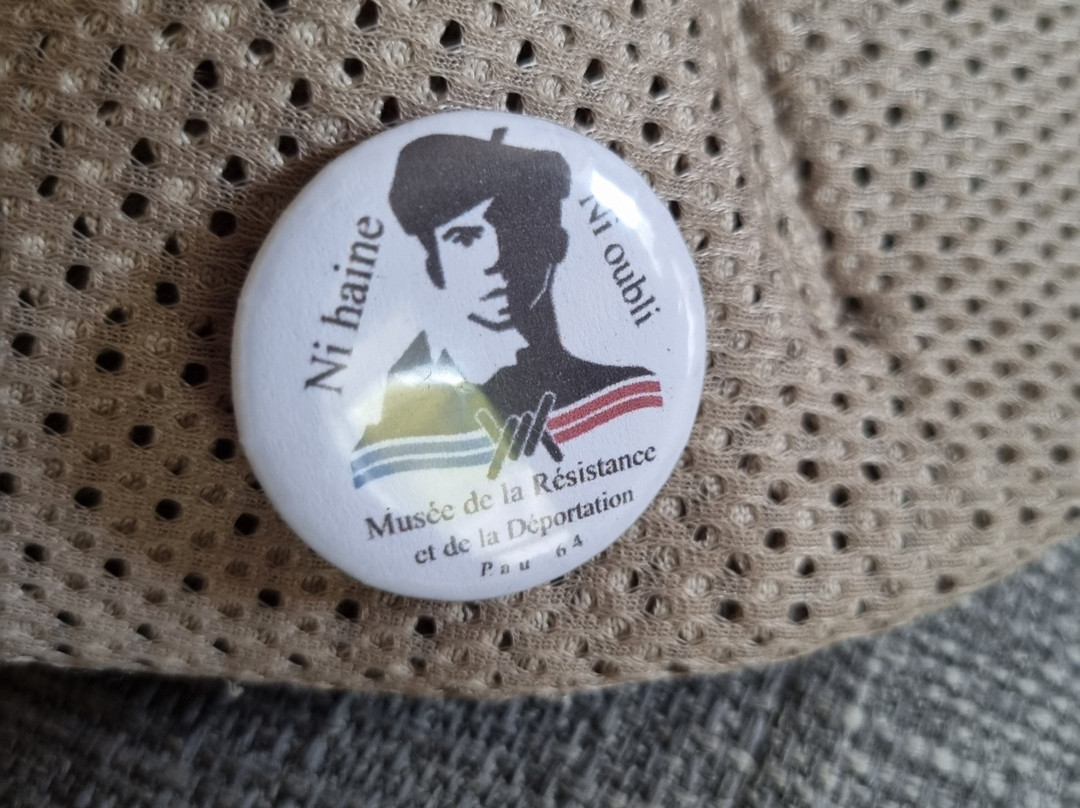 Ni haine
Ni oubli
Musée de la Résistance
et de la Déportation
Pau 64